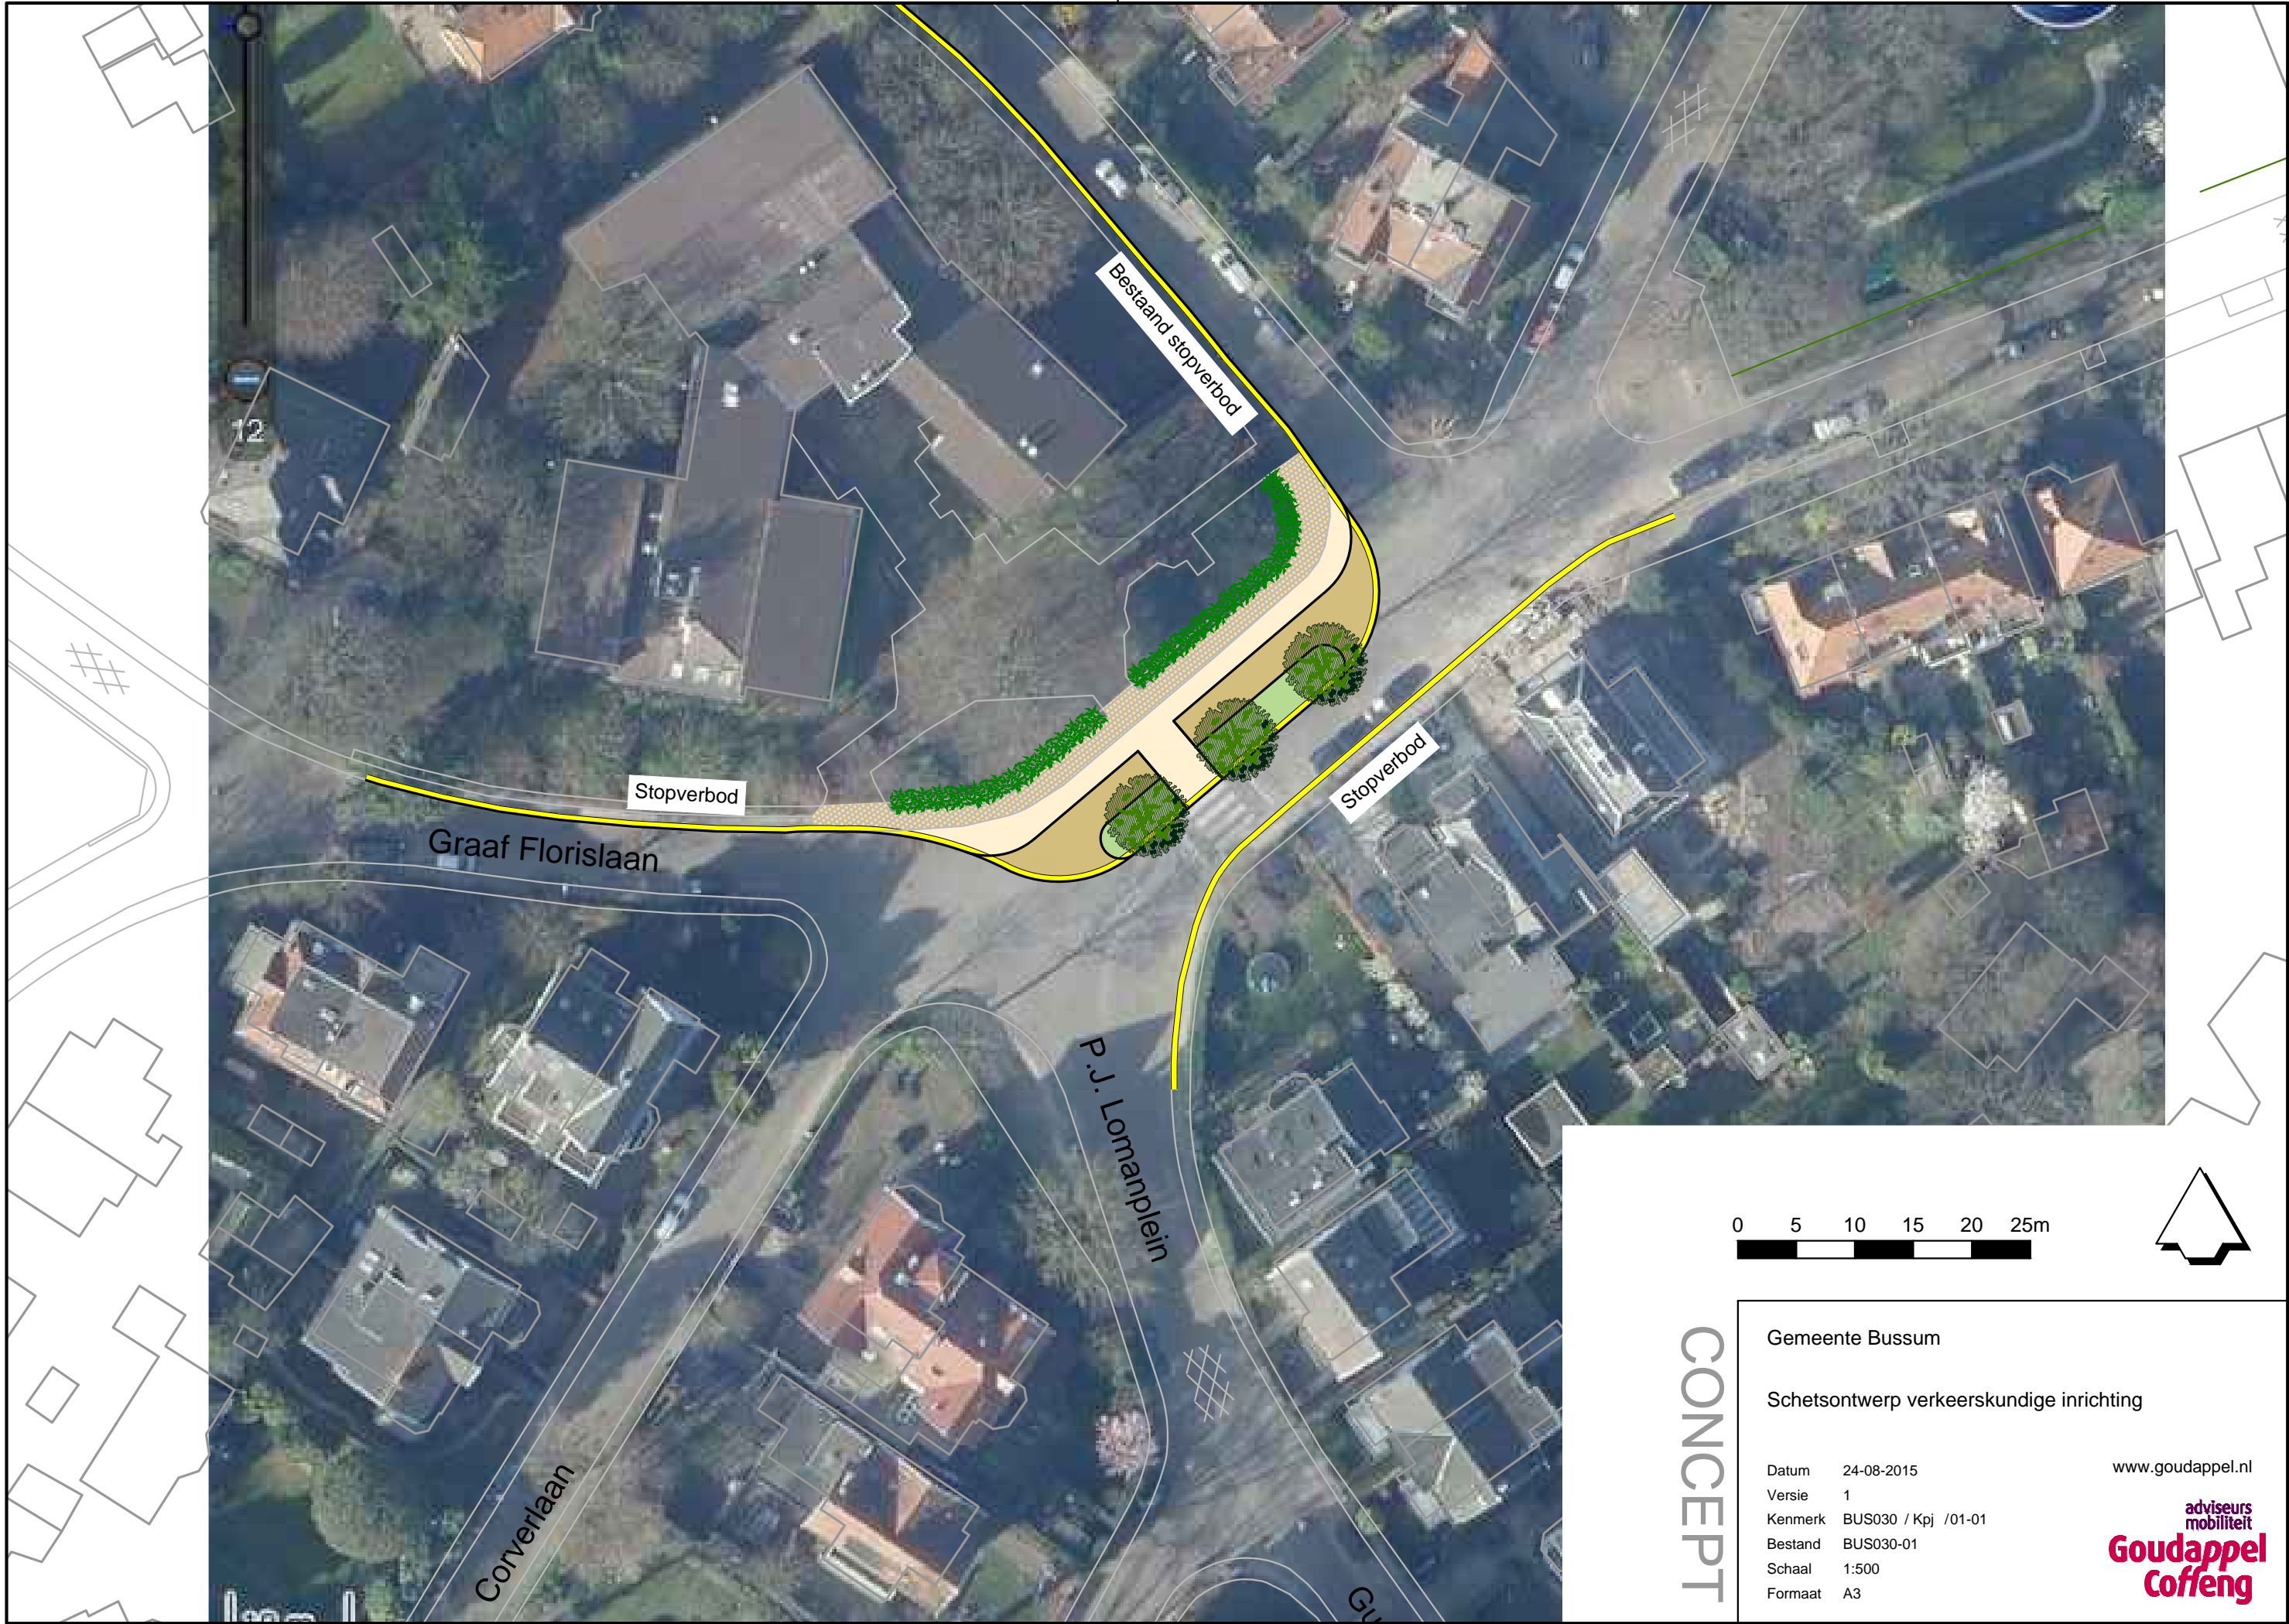 12
Bestaand stopverbod
Stopverbod
Stopverbod
Graaf Florislaan
P.J. Lomanplein
Corverlaan
Gu
0 5 10 15 20 25m
CONCEPT
Gemeente Bussum
Schetsontwerp verkeerskundige inrichting
Datum 24-08-2015
Versie 1
Kenmerk BUS030 / Kpj /01-01
Bestand BUS030-01
Schaal 1:500
Formaat A3
www.goudappel.nl
adviseurs
mobiliteit
Goudappel
Coffeng